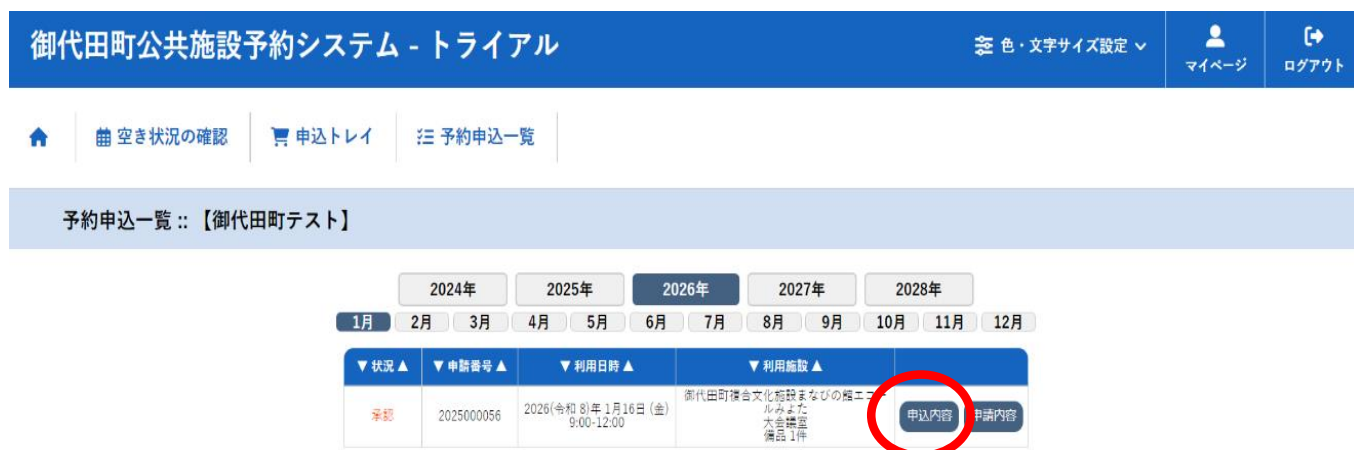 御代田町公共施設予約システム - トライアル
色・文字サイズ設定
マイページ
ログアウト
空き状況の確認
申込トレイ
予約申込一覧
予約申込一覧 :: 【御代田町テスト】
2024年 2025年 2026年 2027年 2028年
1月 2月 3月 4月 5月 6月 7月 8月 9月 10月 11月 12月
▼ 状況 ▲ ▼ 申請番号 ▲ ▼ 利用日時 ▲ ▼ 利用施設 ▲
承認
2025000056
2026(令和 8)年 1月16日 (金)
9:00-12:00
御代田町複合文化施設まなびの館エコー
ルみよた
大会議室
備品 1件
申込内容
申請内容